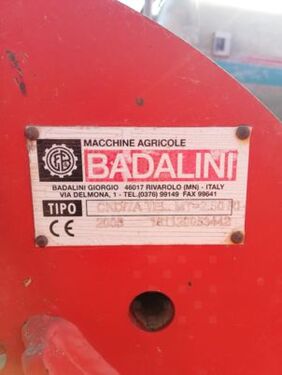 MACCHINE AGRICOLE
BADALINI
BADALINI GIORGIO 46017 RIVAROLO (MN) - ITALY
VIA DELMONA, 1 - TEL.(0376) 99149 FAX 99641
TIPO
CE